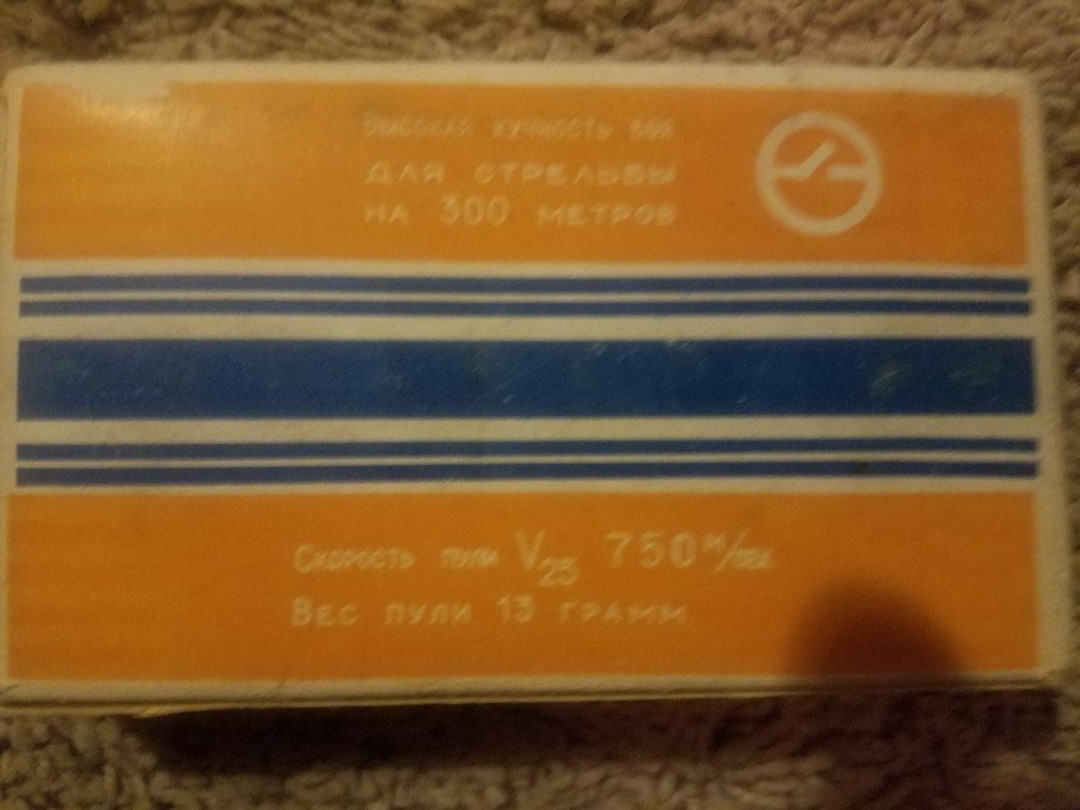 Высокая кучность боя
для стрельбы
на 300 метров
Скорость пули V25 750 м/сек
Вес пули 13 грамм